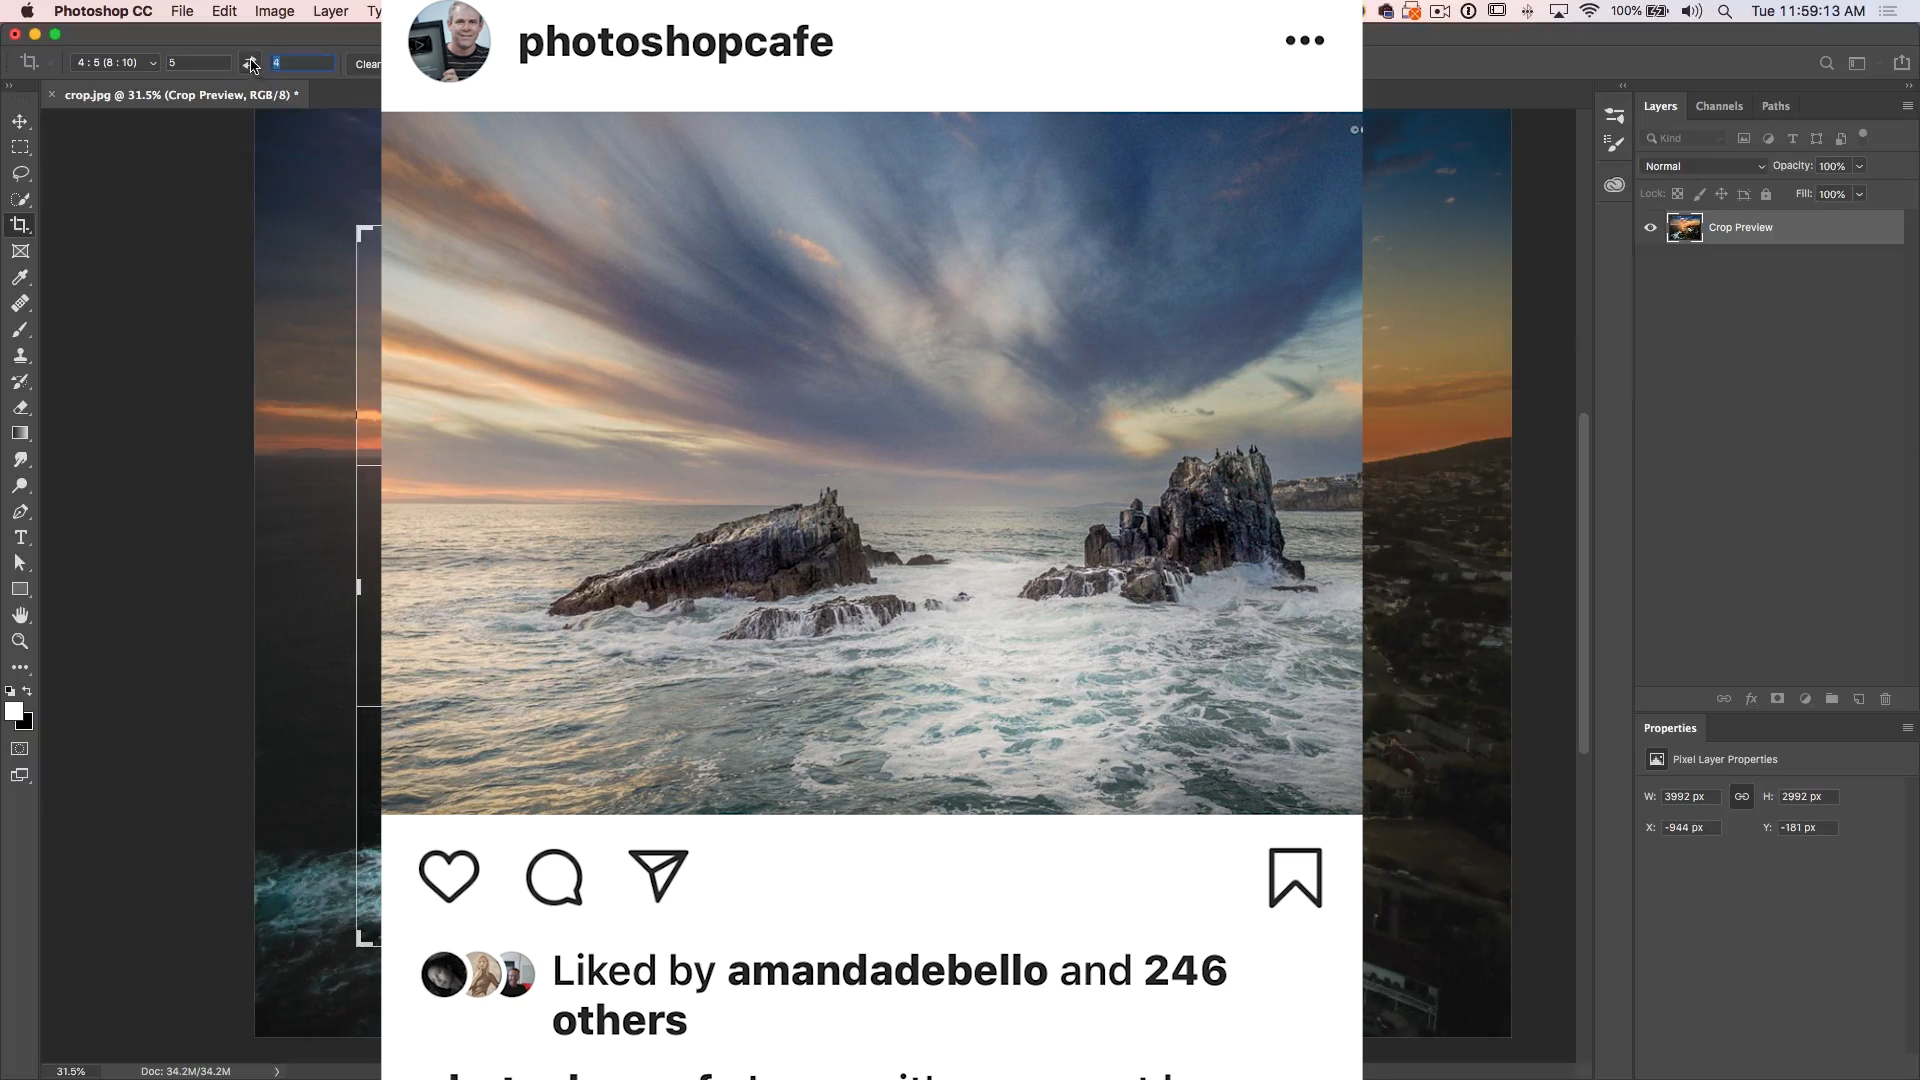 Photoshop CC File Edit Image Layer
100% Tue 11:59:13 AM
photoshopcafe
4 : 5 (8 : 10) 5 4 Clear
crop.jpg @ 31.5% (Crop Preview, RGB/8) *
Layers Channels Paths
Kind
Normal Opacity: 100%
Lock: Fill: 100%
Crop Preview
Properties
Pixel Layer Properties
W: 3992 px H: 2992 px
X: -944 px Y: -181 px
Liked by amandadebello and 246
others
31.5% Doc: 34.2M/34.2M